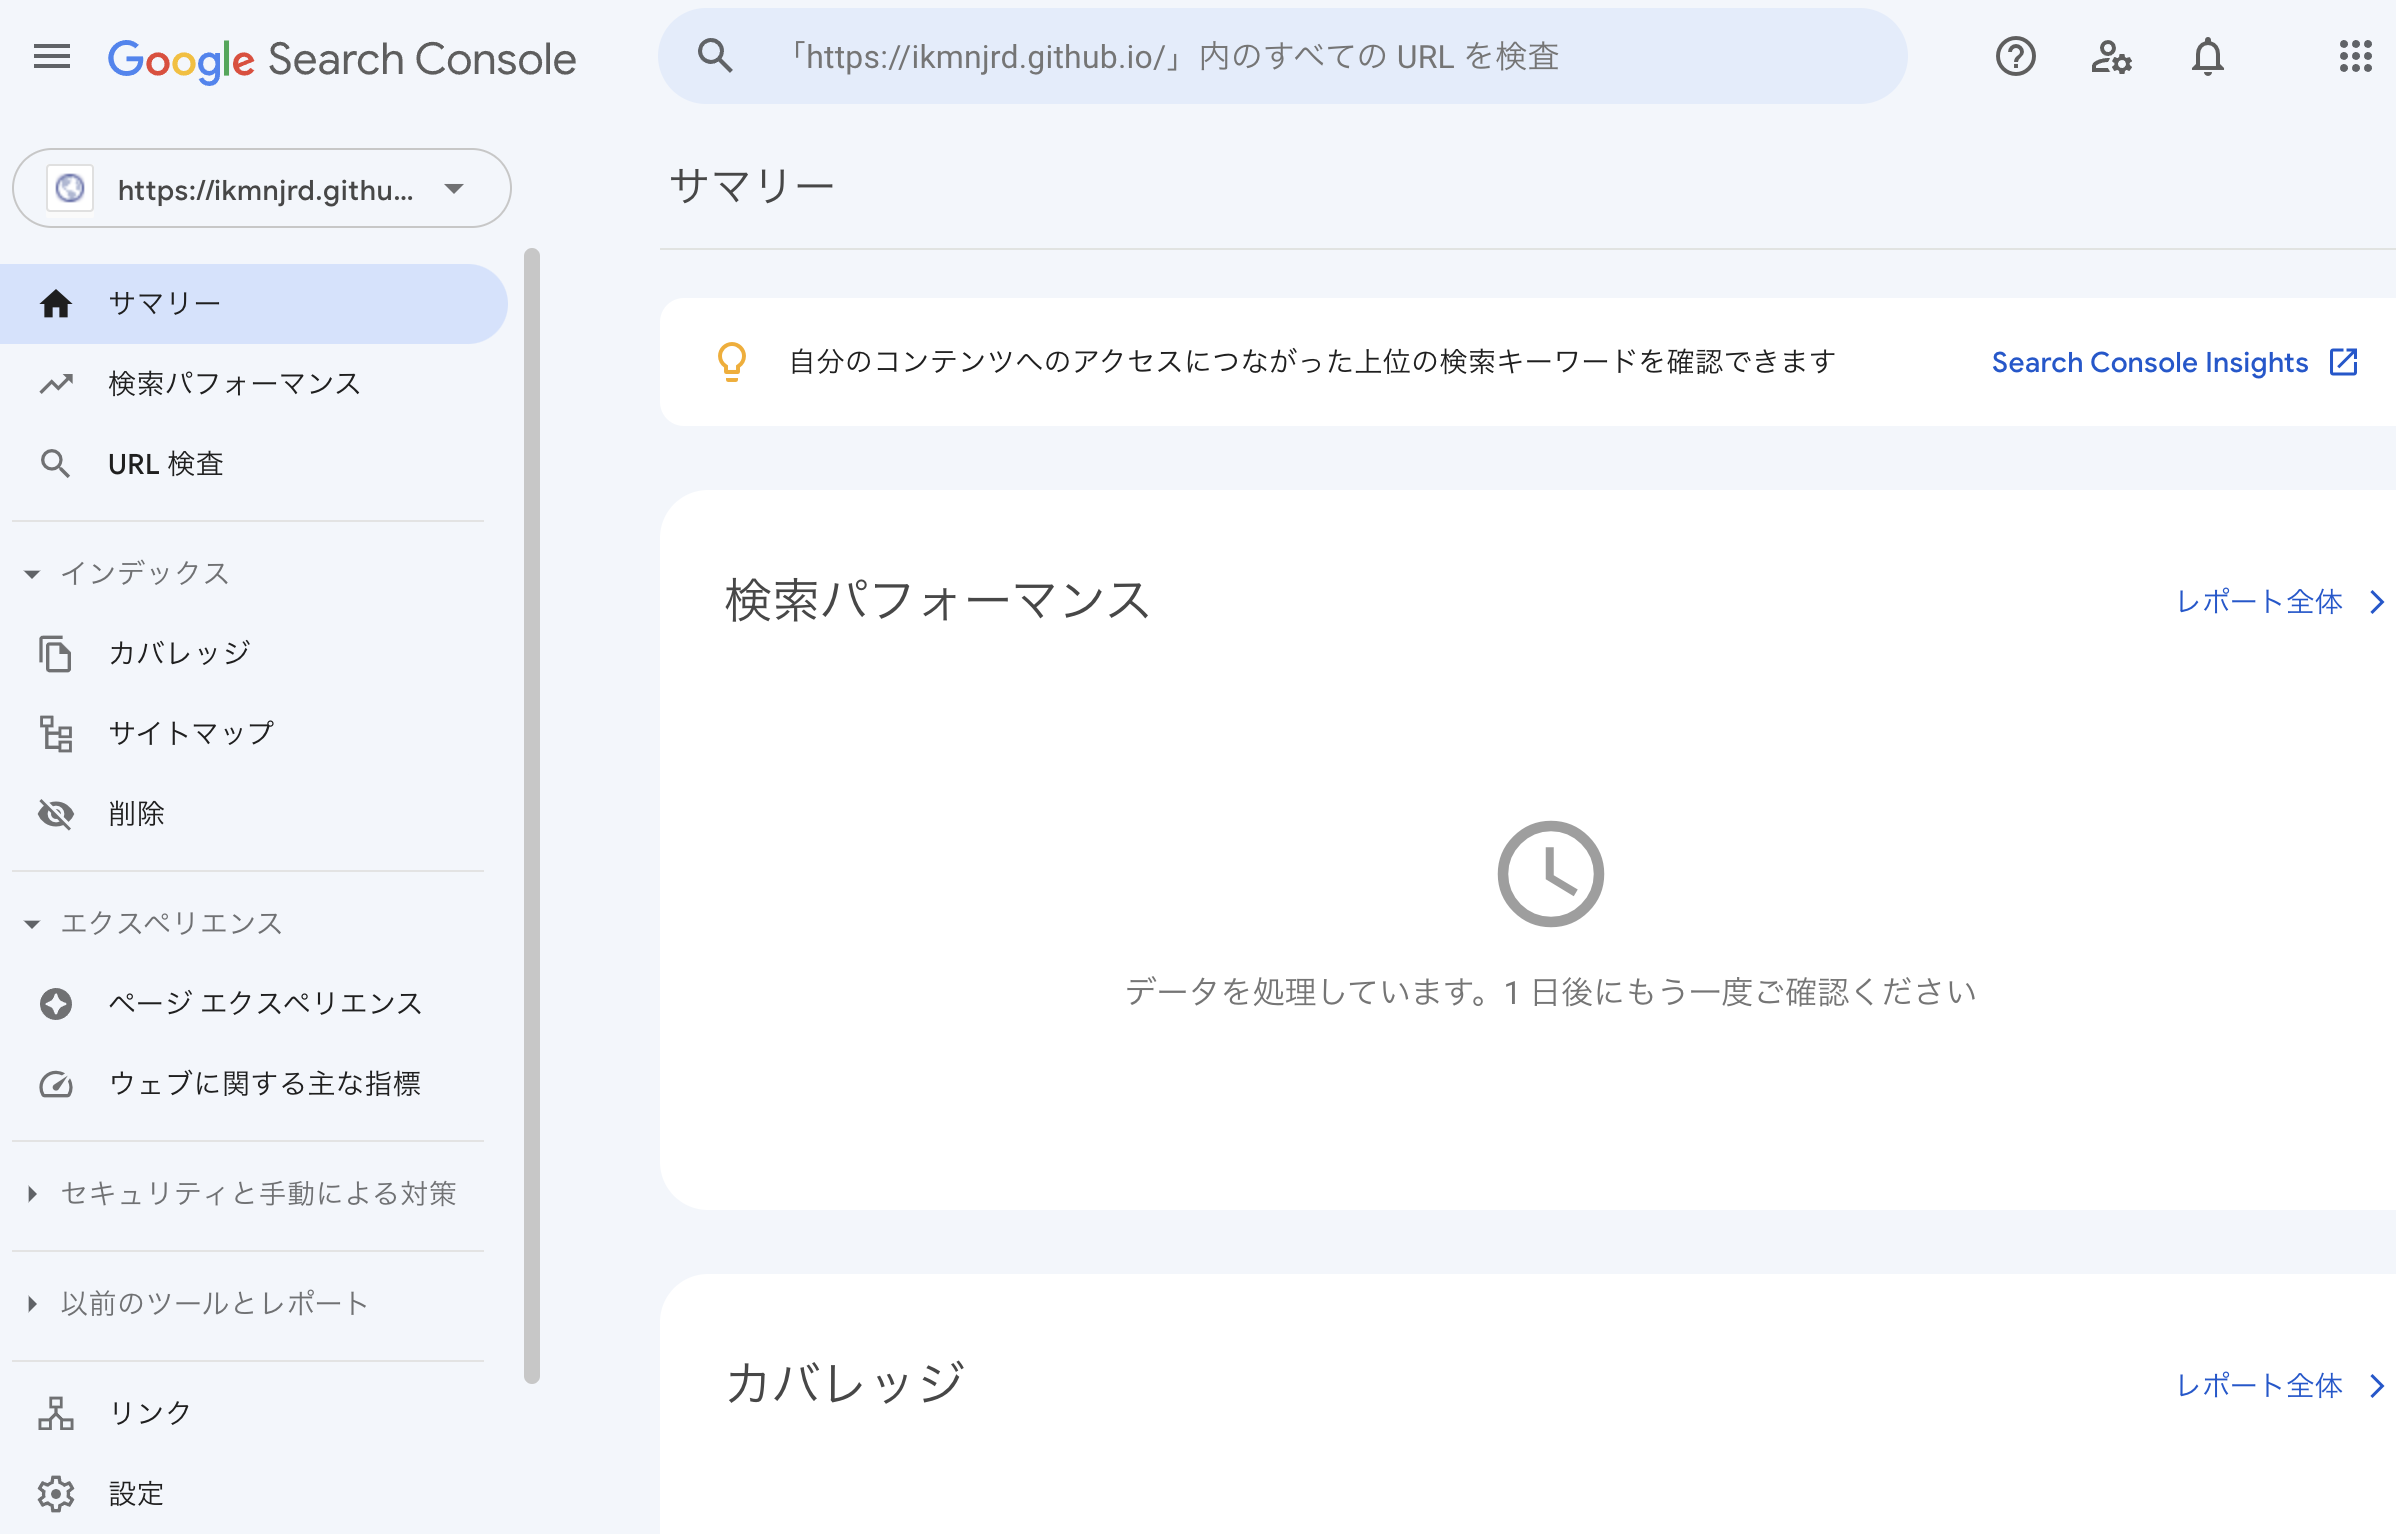 Google Search Console
「https://ikmnjrd.github.io/」内のすべての URL を検査
https://ikmnjrd.githu...
サマリー
検索パフォーマンス
URL 検査
インデックス
カバレッジ
サイトマップ
削除
エクスペリエンス
ページ エクスペリエンス
ウェブに関する主な指標
セキュリティと手動による対策
以前のツールとレポート
リンク
設定
サマリー
自分のコンテンツへのアクセスにつながった上位の検索キーワードを確認できます
Search Console Insights
検索パフォーマンス
レポート全体
データを処理しています。1 日後にもう一度ご確認ください
カバレッジ
レポート全体